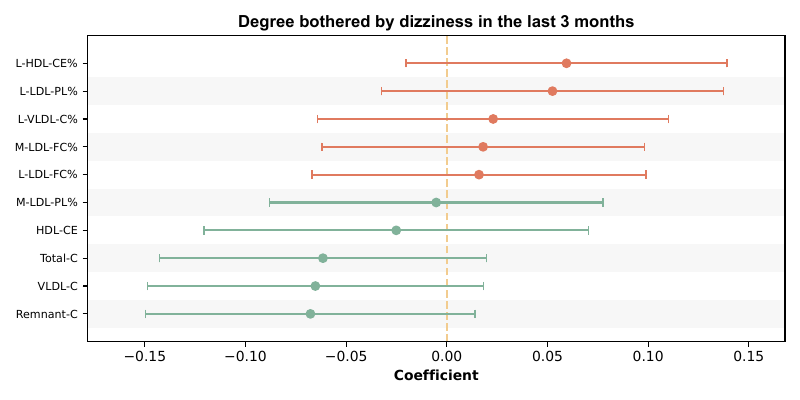 Degree bothered by dizziness in the last 3 months
L-HDL-CE%
L-LDL-PL%
L-VLDL-C%
M-LDL-FC%
L-LDL-FC%
M-LDL-PL%
HDL-CE
Total-C
VLDL-C
Remnant-C
−0.15 −0.10 −0.05 0.00 0.05 0.10 0.15
Coefficient